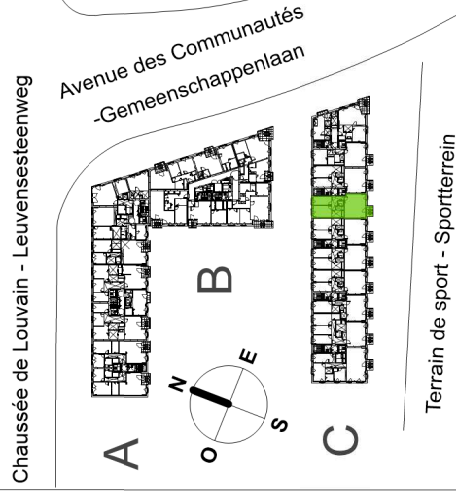 Avenue des Communautés
-Gemeenschappenlaan
Chaussée de Louvain - Leuvensesteenweg
Terrain de sport - Sportterrein
B
A
C
N
E
S
O